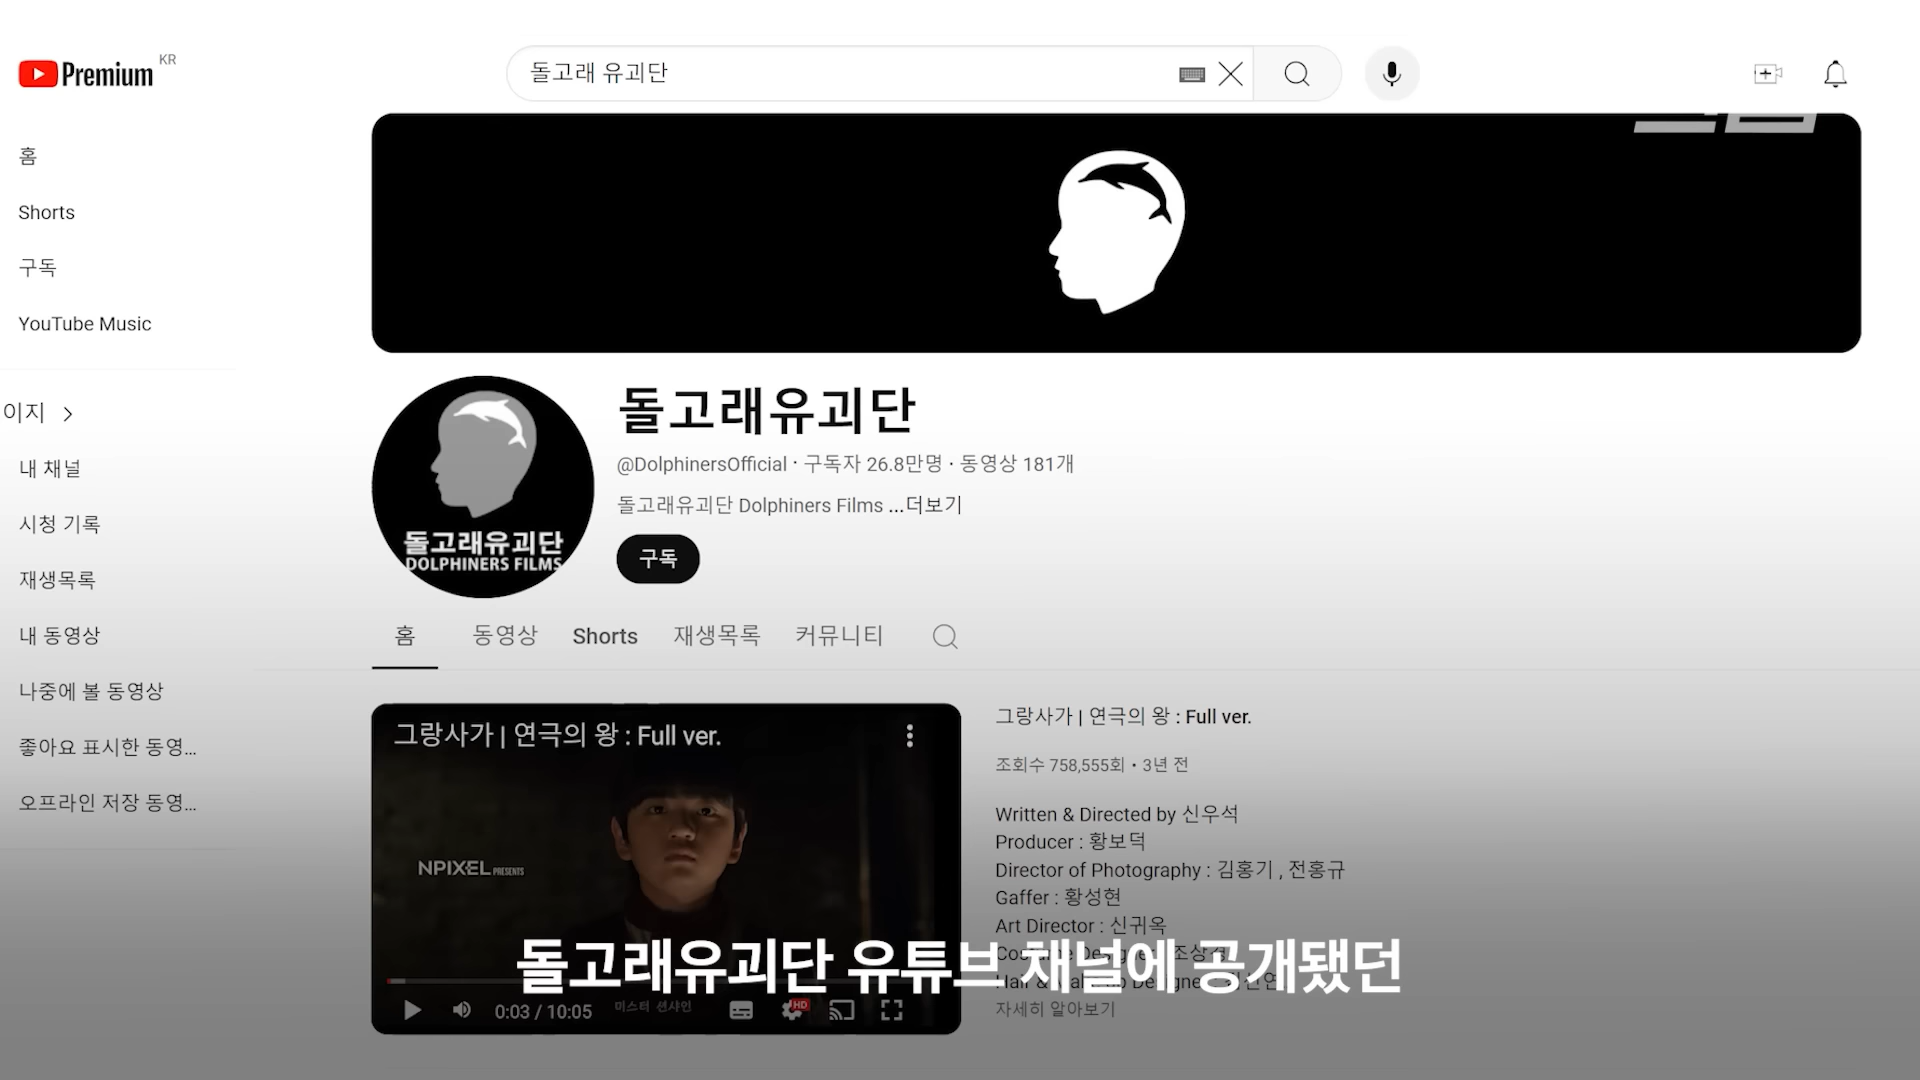 Premium KR
돌고래 유괴단
홈
Shorts
구독
YouTube Music
이지
내 채널
시청 기록
재생목록
내 동영상
나중에 볼 동영상
좋아요 표시한 동영...
오프라인 저장 동영...
돌고래유괴단
DOLPHINERS FILMS
돌고래유괴단
@DolphinersOfficial · 구독자 26.8만명 · 동영상 181개
돌고래유괴단 Dolphiners Films ...더보기
구독
홈 동영상 Shorts 재생목록 커뮤니티
그랑사가 | 연극의 왕 : Full ver.
NPIXEL PRESENTS
0:03 / 10:05
미스터 션샤인
HD
그랑사가 | 연극의 왕 : Full ver.
조회수 758,555회 • 3년 전
Written & Directed by 신우석
Producer : 황보덕
Director of Photography : 김홍기 , 전홍규
Gaffer : 황성현
Art Director : 신귀옥
자세히 알아보기
돌고래유괴단 유튜브 채널에 공개됐던